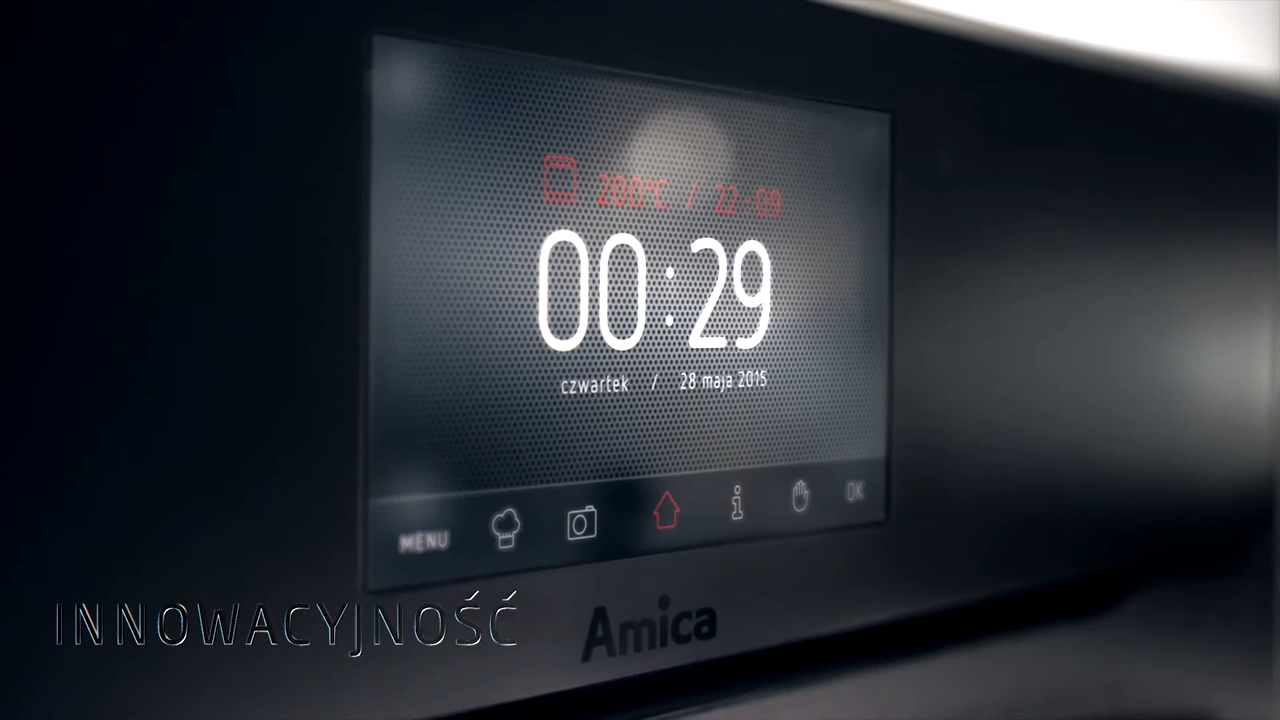 200°C / 22:09
00:29
czwartek / 28 maja 2015
MENU
OK
INNOWACYJNOŚĆ
Amica